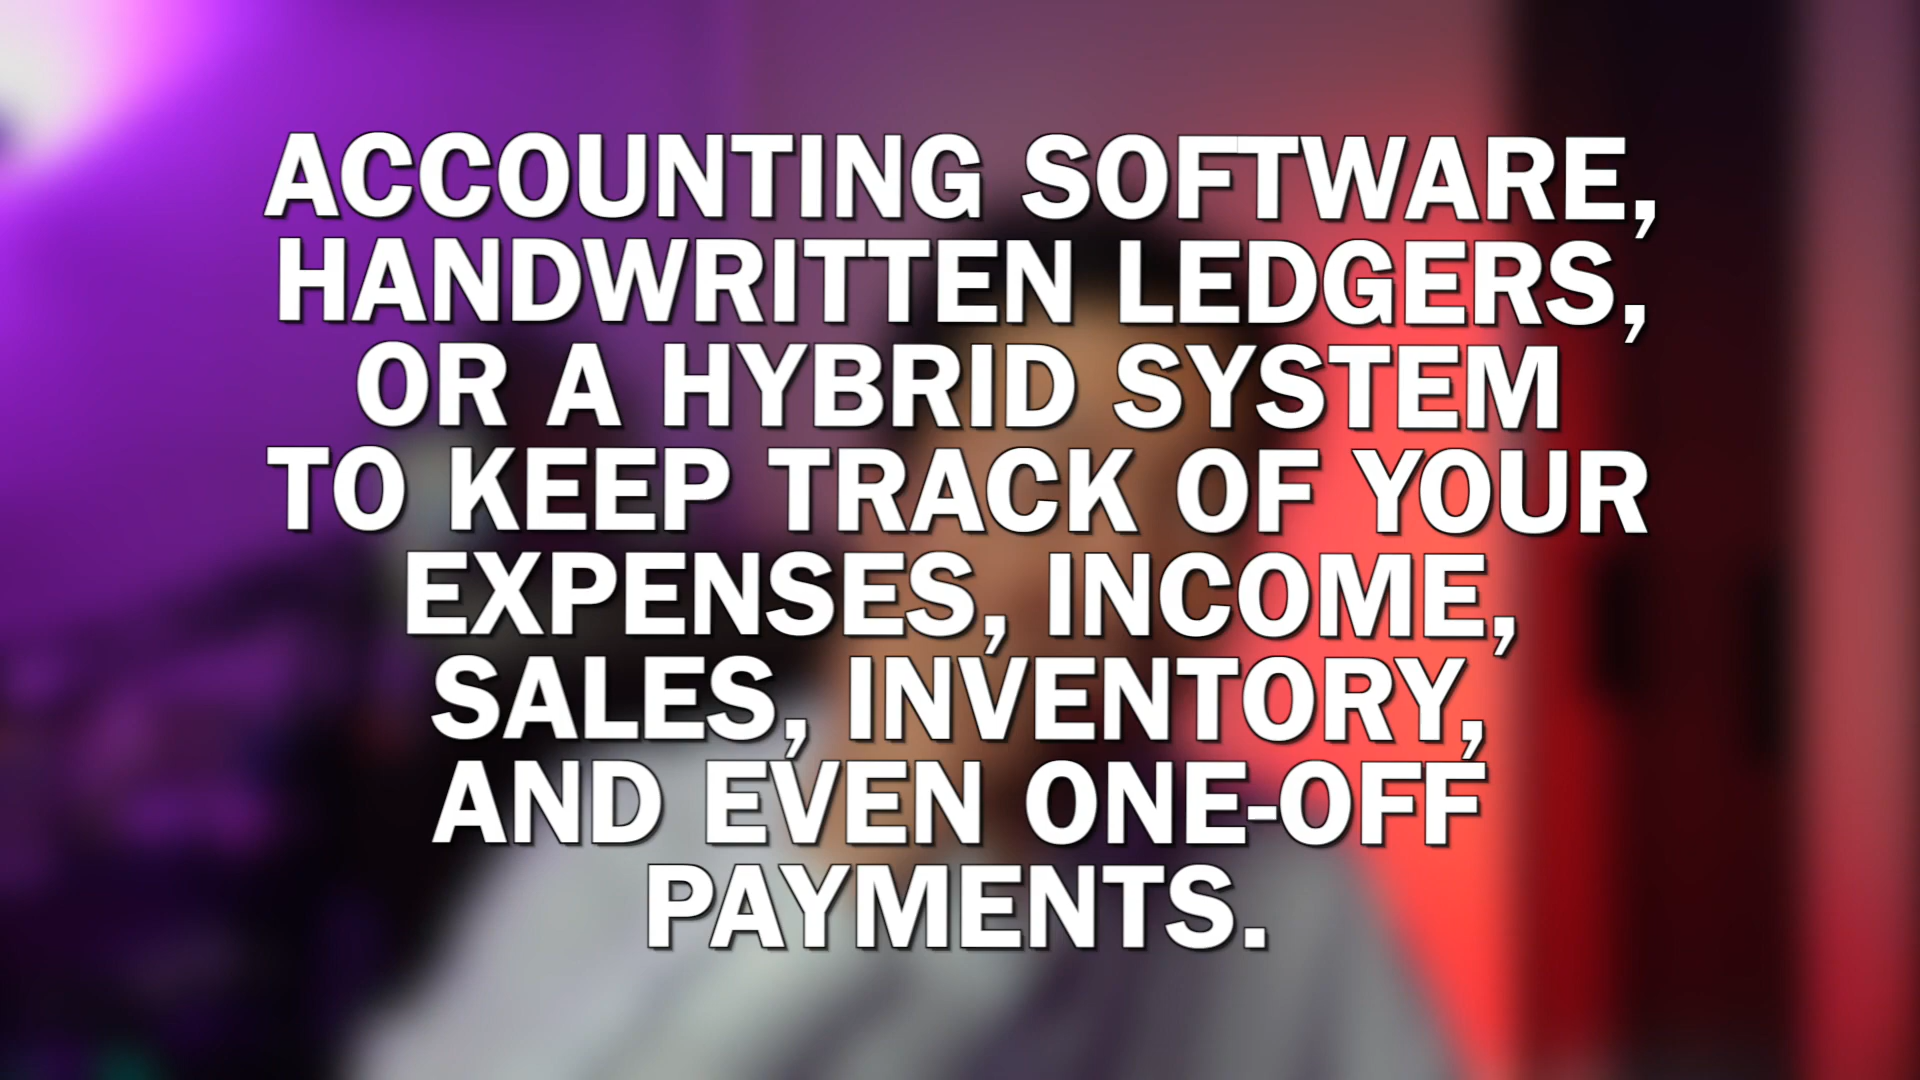 ACCOUNTING SOFTWARE,
HANDWRITTEN LEDGERS,
OR A HYBRID SYSTEM
TO KEEP TRACK OF YOUR
EXPENSES, INCOME,
SALES, INVENTORY,
AND EVEN ONE-OFF
PAYMENTS.